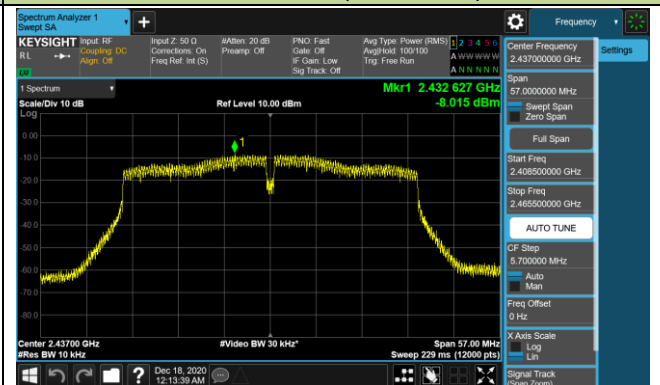 Spectrum Analyzer 1
Swept SA
Frequency
KEYSIGHT
R L
LV
Input: RF
Coupling: DC
Align: Off
Input Z: 50 Ω
Corrections: On
Freq Ref: Int (S)
#Atten: 20 dB
Preamp: Off
PNO: Fast
Gate: Off
IF Gain: Low
Sig Track: Off
Avg Type: Power (RMS)
Avg|Hold: 100/100
Trig: Free Run
1 2 3 4 5 6
A W W W W W
A N N N N N
1 Spectrum
Scale/Div 10 dB
Log
Ref Level 10.00 dBm
Mkr1 2.432 627 GHz
-8.015 dBm
1
0.00
-10.0
-20.0
-30.0
-40.0
-50.0
-60.0
-70.0
-80.0
Center 2.43700 GHz
#Res BW 10 kHz
#Video BW 30 kHz*
Span 57.00 MHz
Sweep 229 ms (12000 pts)
Center Frequency
2.437000000 GHz
Span
57.0000000 MHz
Swept Span
Zero Span
Full Span
Start Freq
2.408500000 GHz
Stop Freq
2.465500000 GHz
AUTO TUNE
CF Step
5.700000 MHz
Auto
Man
Freq Offset
0 Hz
X Axis Scale
Log
Lin
Signal Track
(Span Zoom)
Settings
?
Dec 18, 2020
12:13:39 AM